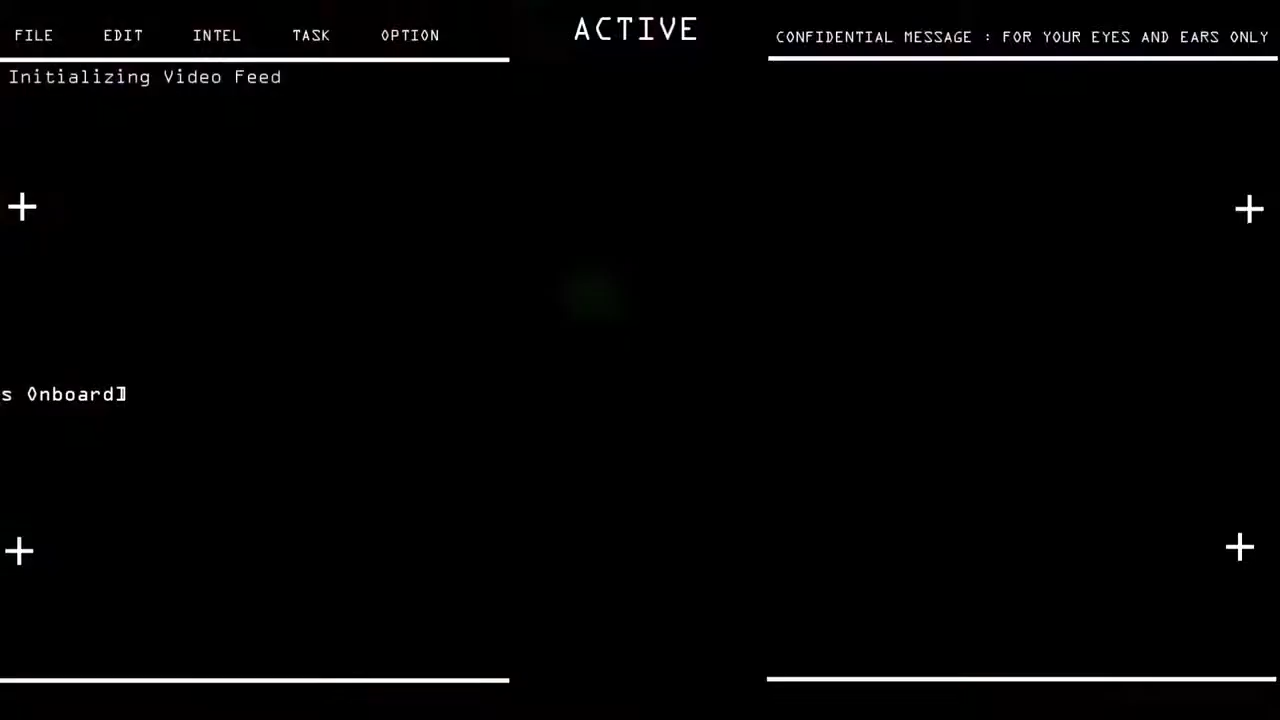 FILE EDIT INTEL TASK OPTION
ACTIVE
CONFIDENTIAL MESSAGE : FOR YOUR EYES AND EARS ONLY
Initializing Video Feed
s Onboard]